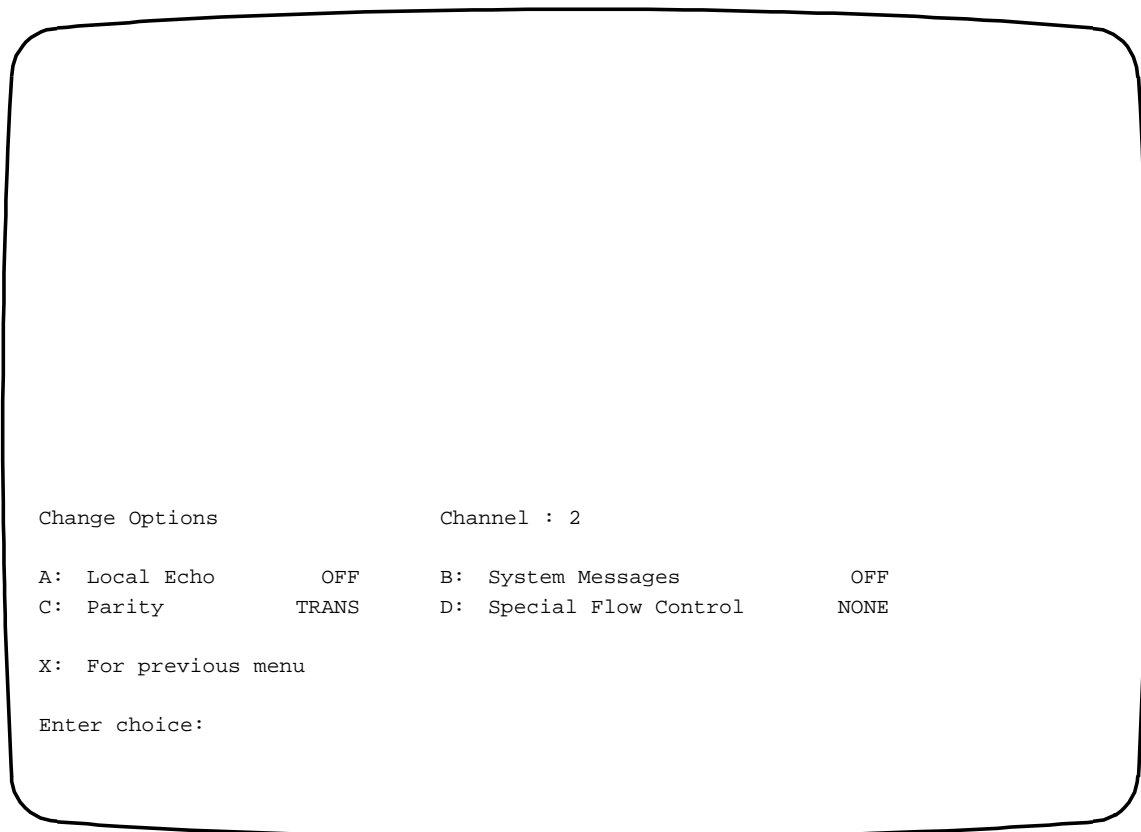 Change Options Channel : 2
A: Local Echo OFF B: System Messages OFF
C: Parity TRANS D: Special Flow Control NONE
X: For previous menu
Enter choice: